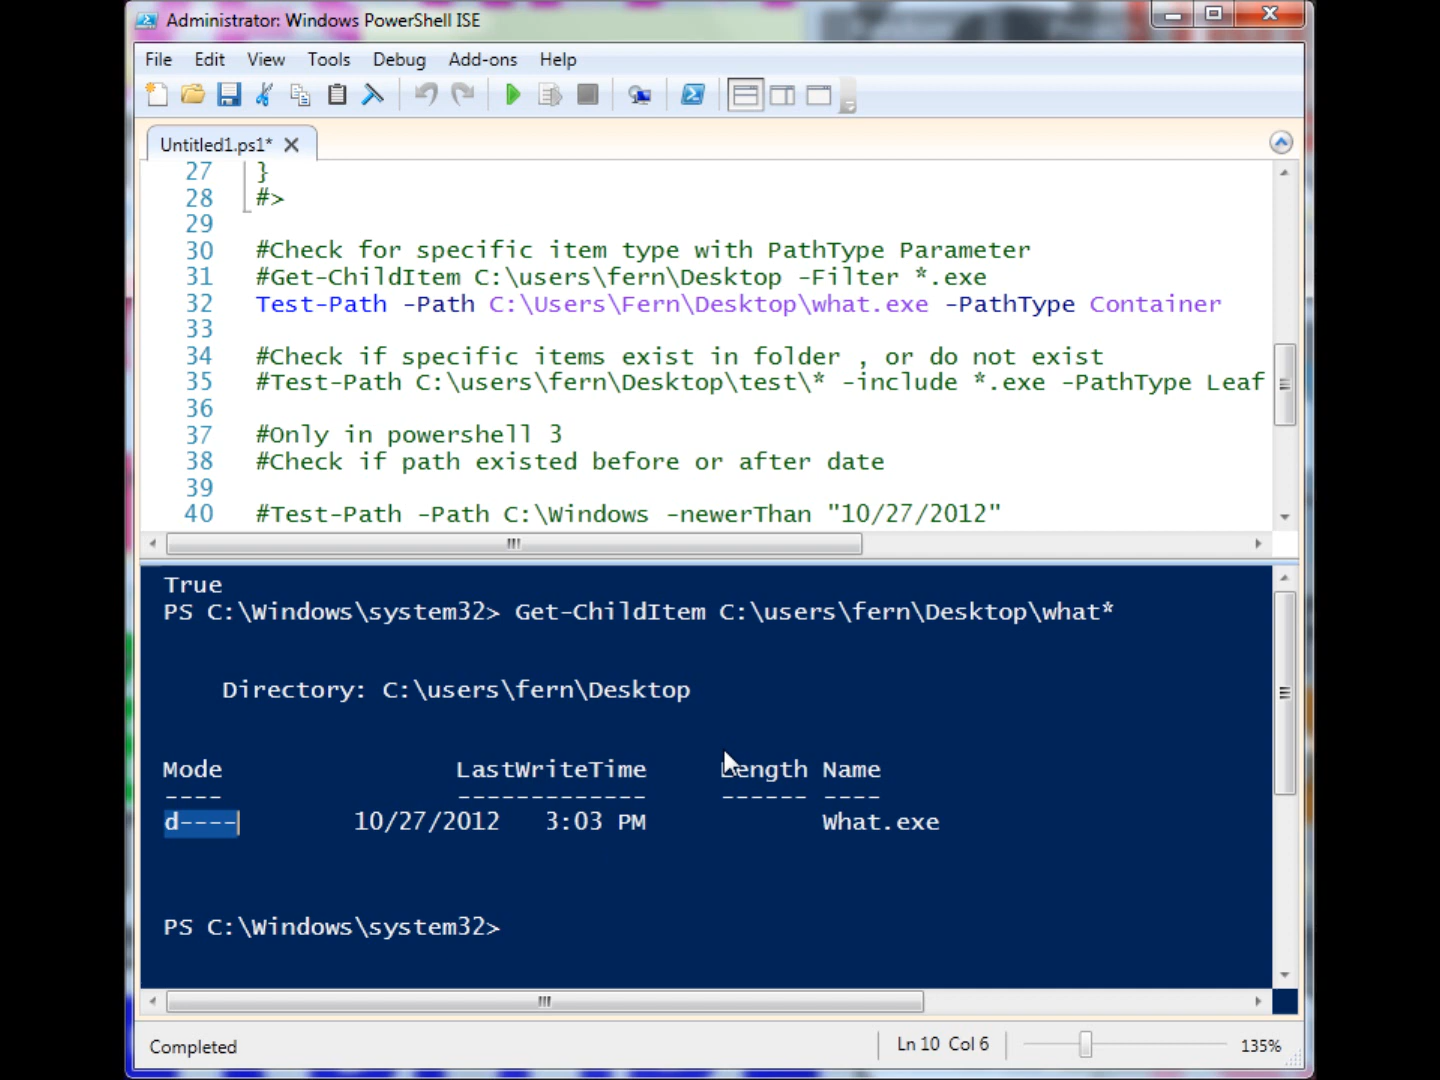 Administrator: Windows PowerShell ISE
File Edit View Tools Debug Add-ons Help
Untitled1.ps1*
27 }
28 #>
29
30 #Check for specific item type with PathType Parameter
31 #Get-ChildItem C:\users\fern\Desktop -Filter *.exe
32 Test-Path -Path C:\Users\Fern\Desktop\what.exe -PathType Container
33
34 #Check if specific items exist in folder , or do not exist
35 #Test-Path C:\users\fern\Desktop\test\* -include *.exe -PathType Leaf
36
37 #Only in powershell 3
38 #Check if path existed before or after date
39
40 #Test-Path -Path C:\Windows -newerThan "10/27/2012"
True
PS C:\Windows\system32> Get-ChildItem C:\users\fern\Desktop\what*
Directory: C:\users\fern\Desktop
Mode LastWriteTime Length Name
---- ------------- ------ ----
d---- 10/27/2012 3:03 PM What.exe
PS C:\Windows\system32>
Completed Ln 10 Col 6 135%